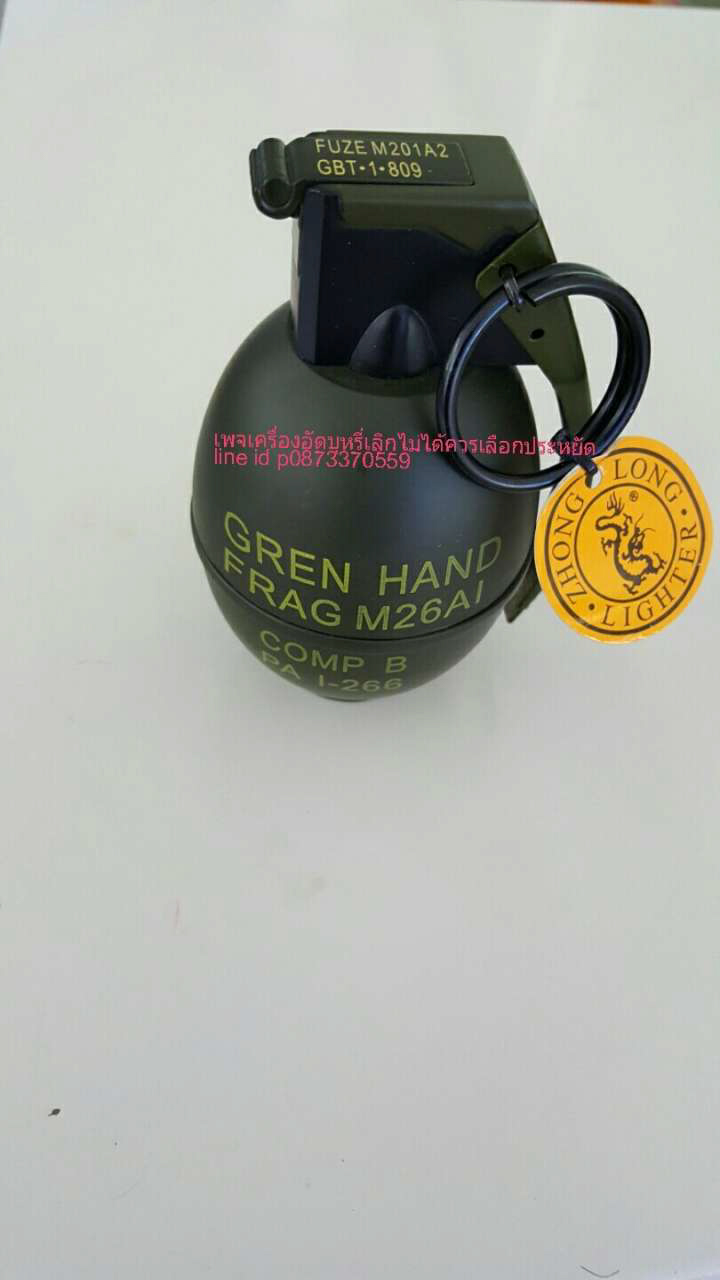 FUZE M201A2
GBT•1•809
เพจเครื่องอัดบุหรี่เลิกไม่ได้ควรเลือกประหยัด
line id p0873370559
GREN HAND
FRAG M26A1
COMP B
PA I-266
ZHONG LONG
® 
• LIGHTER •